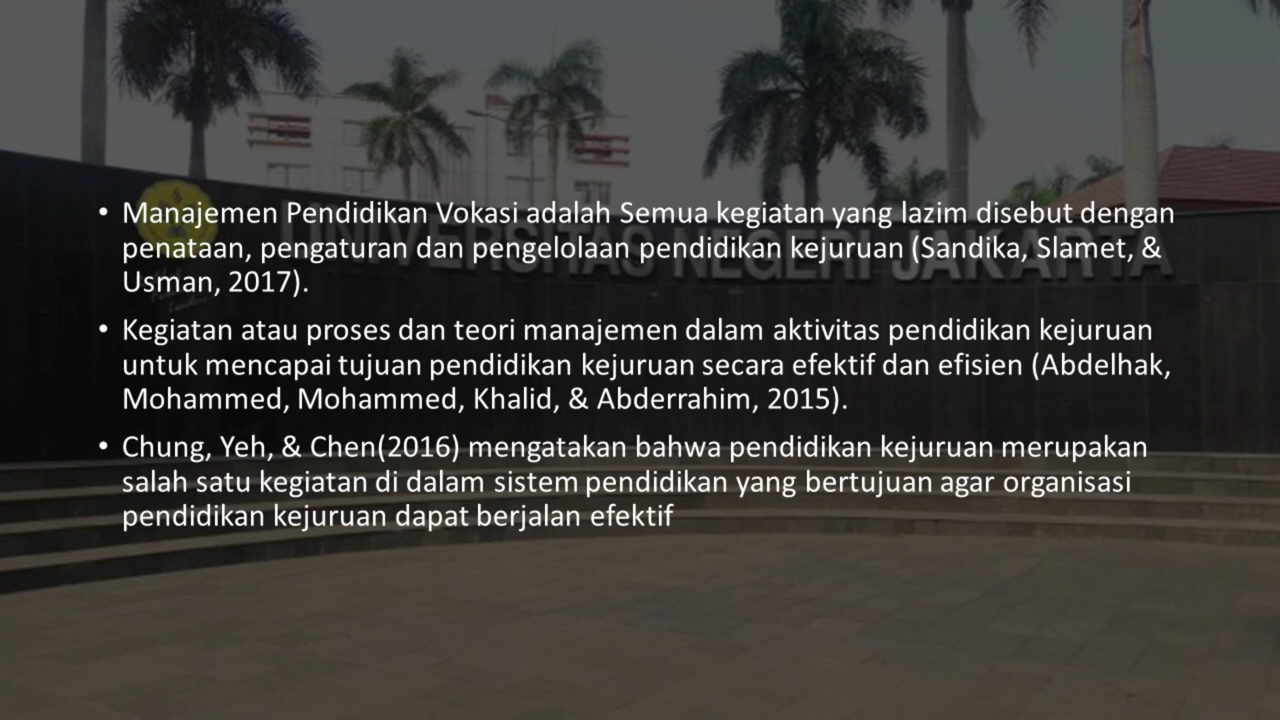 • Manajemen Pendidikan Vokasi adalah Semua kegiatan yang lazim disebut dengan
penataan, pengaturan dan pengelolaan pendidikan kejuruan (Sandika, Slamet, &
Usman, 2017).
• Kegiatan atau proses dan teori manajemen dalam aktivitas pendidikan kejuruan
untuk mencapai tujuan pendidikan kejuruan secara efektif dan efisien (Abdelhak,
Mohammed, Mohammed, Khalid, & Abderrahim, 2015).
• Chung, Yeh, & Chen(2016) mengatakan bahwa pendidikan kejuruan merupakan
salah satu kegiatan di dalam sistem pendidikan yang bertujuan agar organisasi
pendidikan kejuruan dapat berjalan efektif
UNIVERSITAS NEGERI JAKARTA